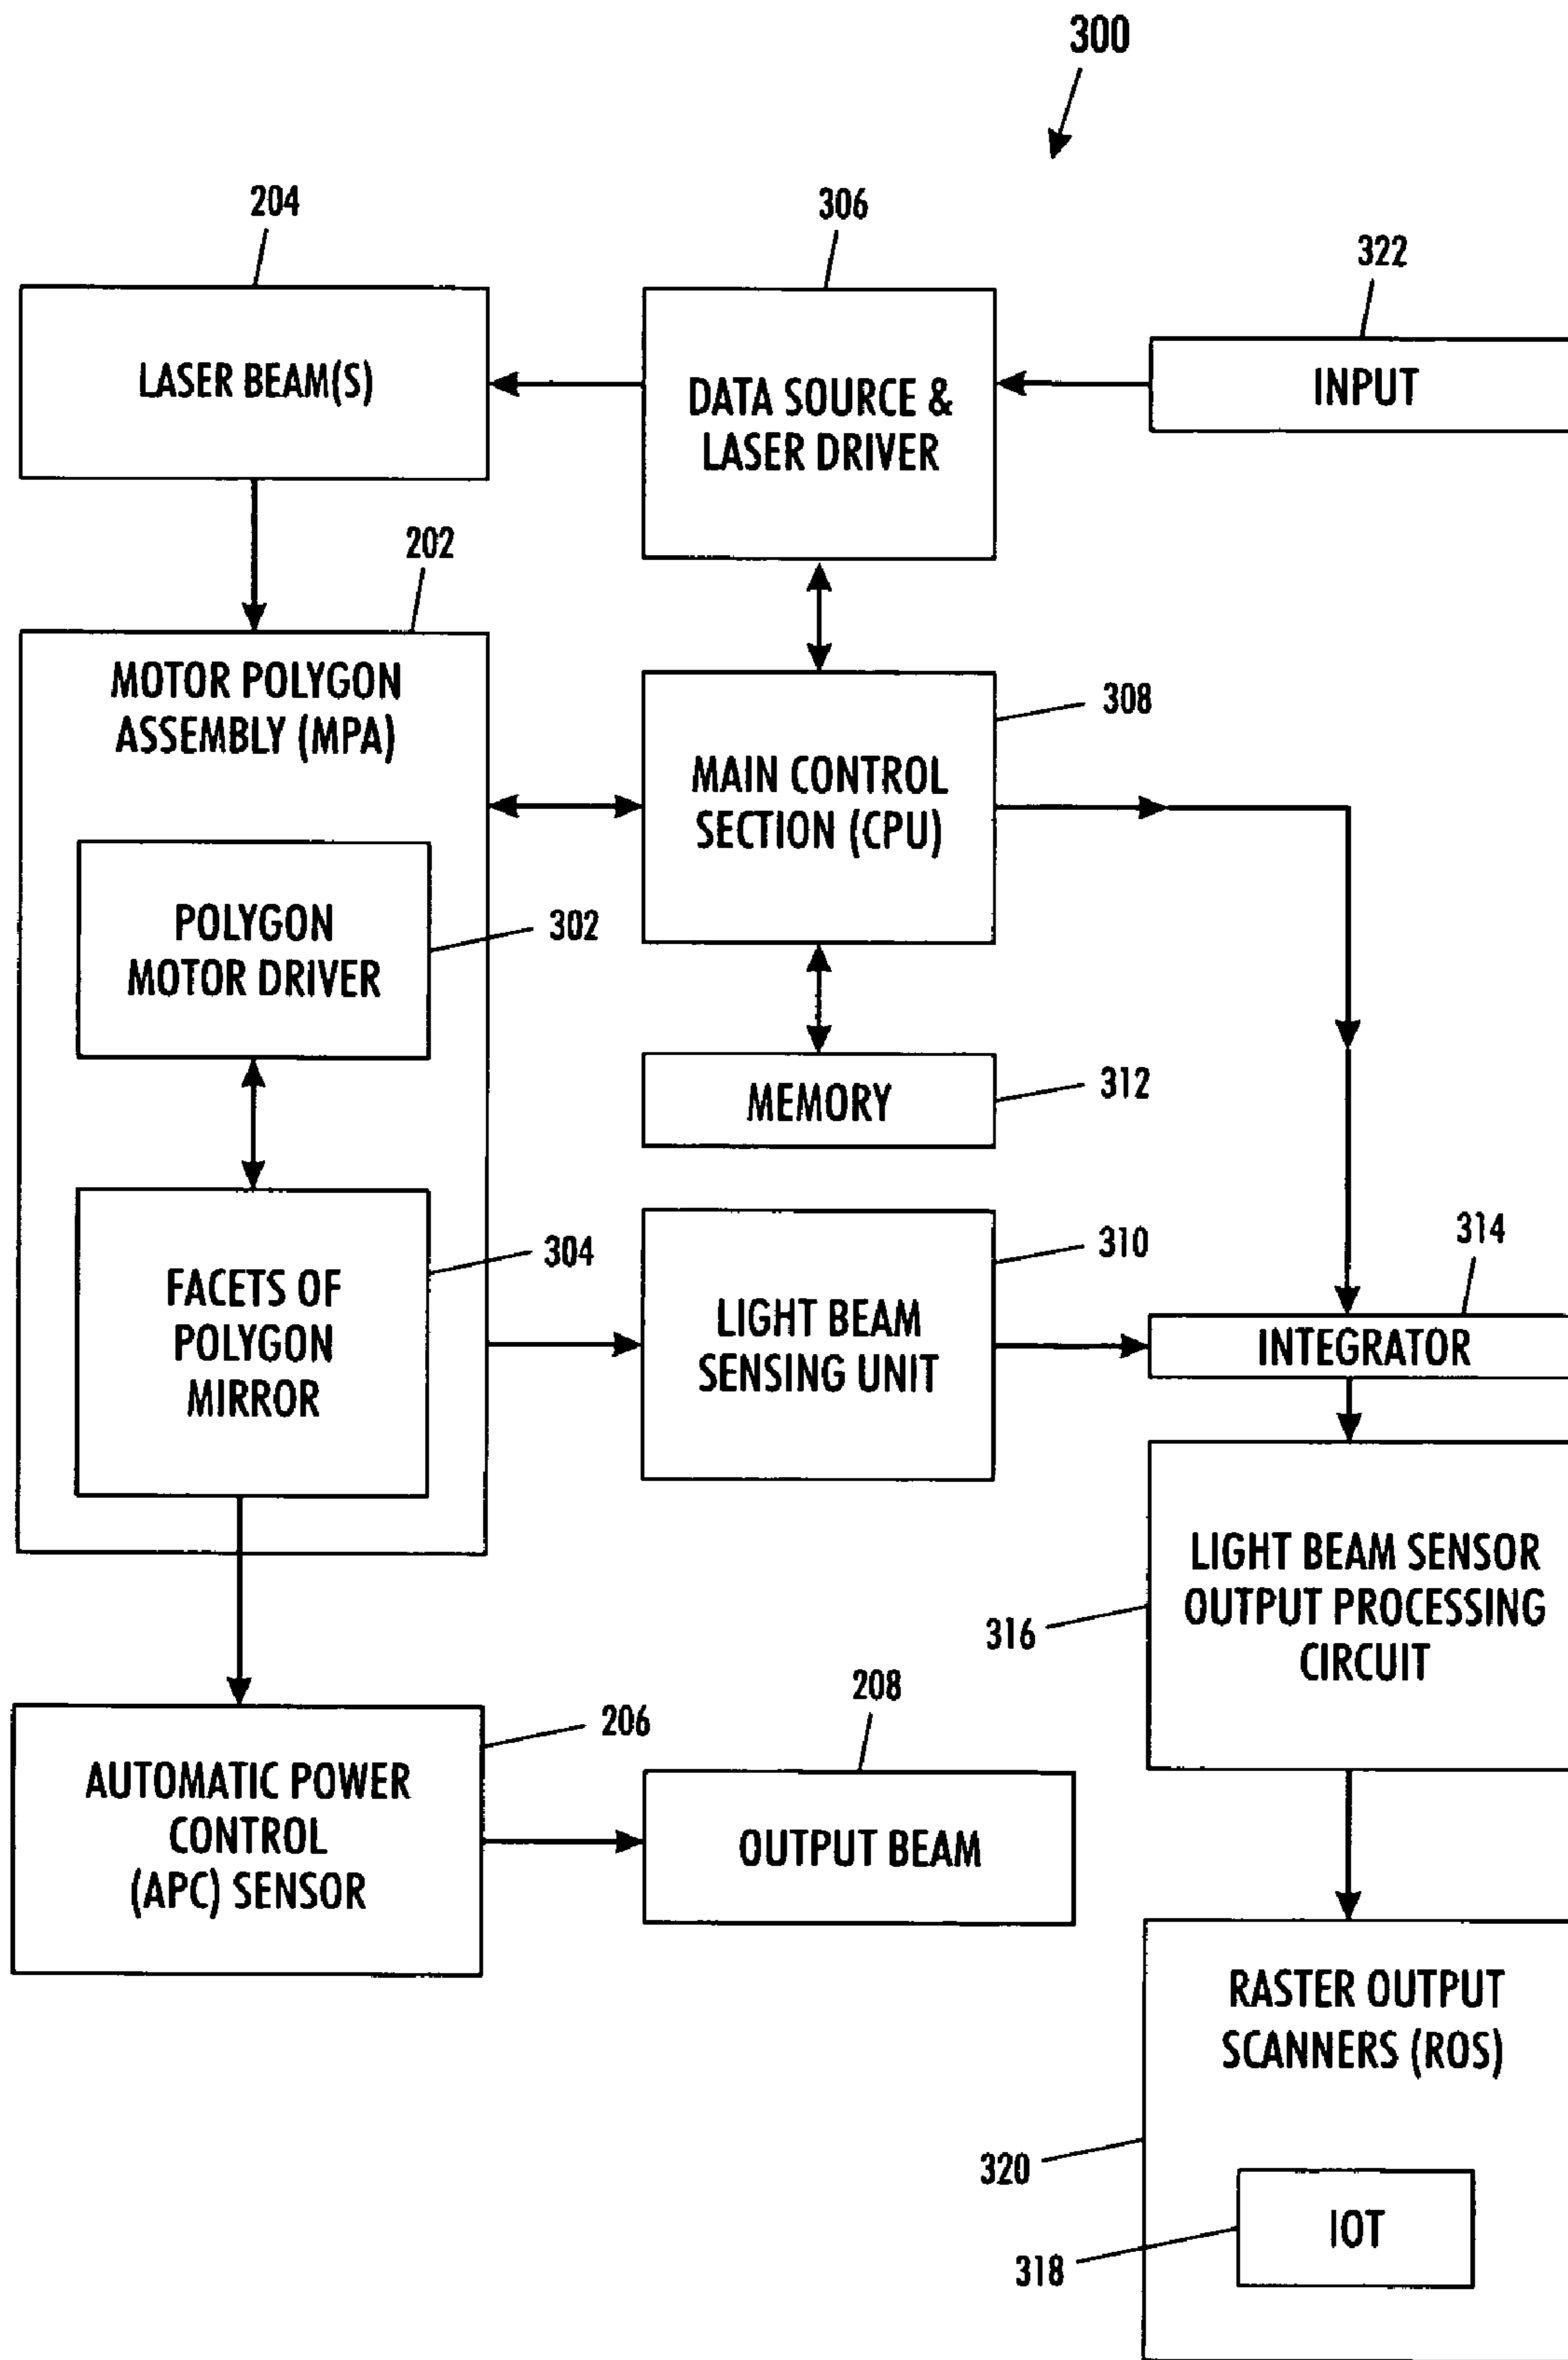 300
204
306
322
LASER BEAM(S)
DATA SOURCE &
LASER DRIVER
INPUT
202
MOTOR POLYGON
ASSEMBLY (MPA)
308
MAIN CONTROL
SECTION (CPU)
POLYGON
MOTOR DRIVER
302
MEMORY
312
FACETS OF
POLYGON
MIRROR
304
LIGHT BEAM
SENSING UNIT
310
314
INTEGRATOR
LIGHT BEAM SENSOR
OUTPUT PROCESSING
CIRCUIT
316
AUTOMATIC POWER
CONTROL
(APC) SENSOR
206
208
OUTPUT BEAM
RASTER OUTPUT
SCANNERS (ROS)
320
IOT
318